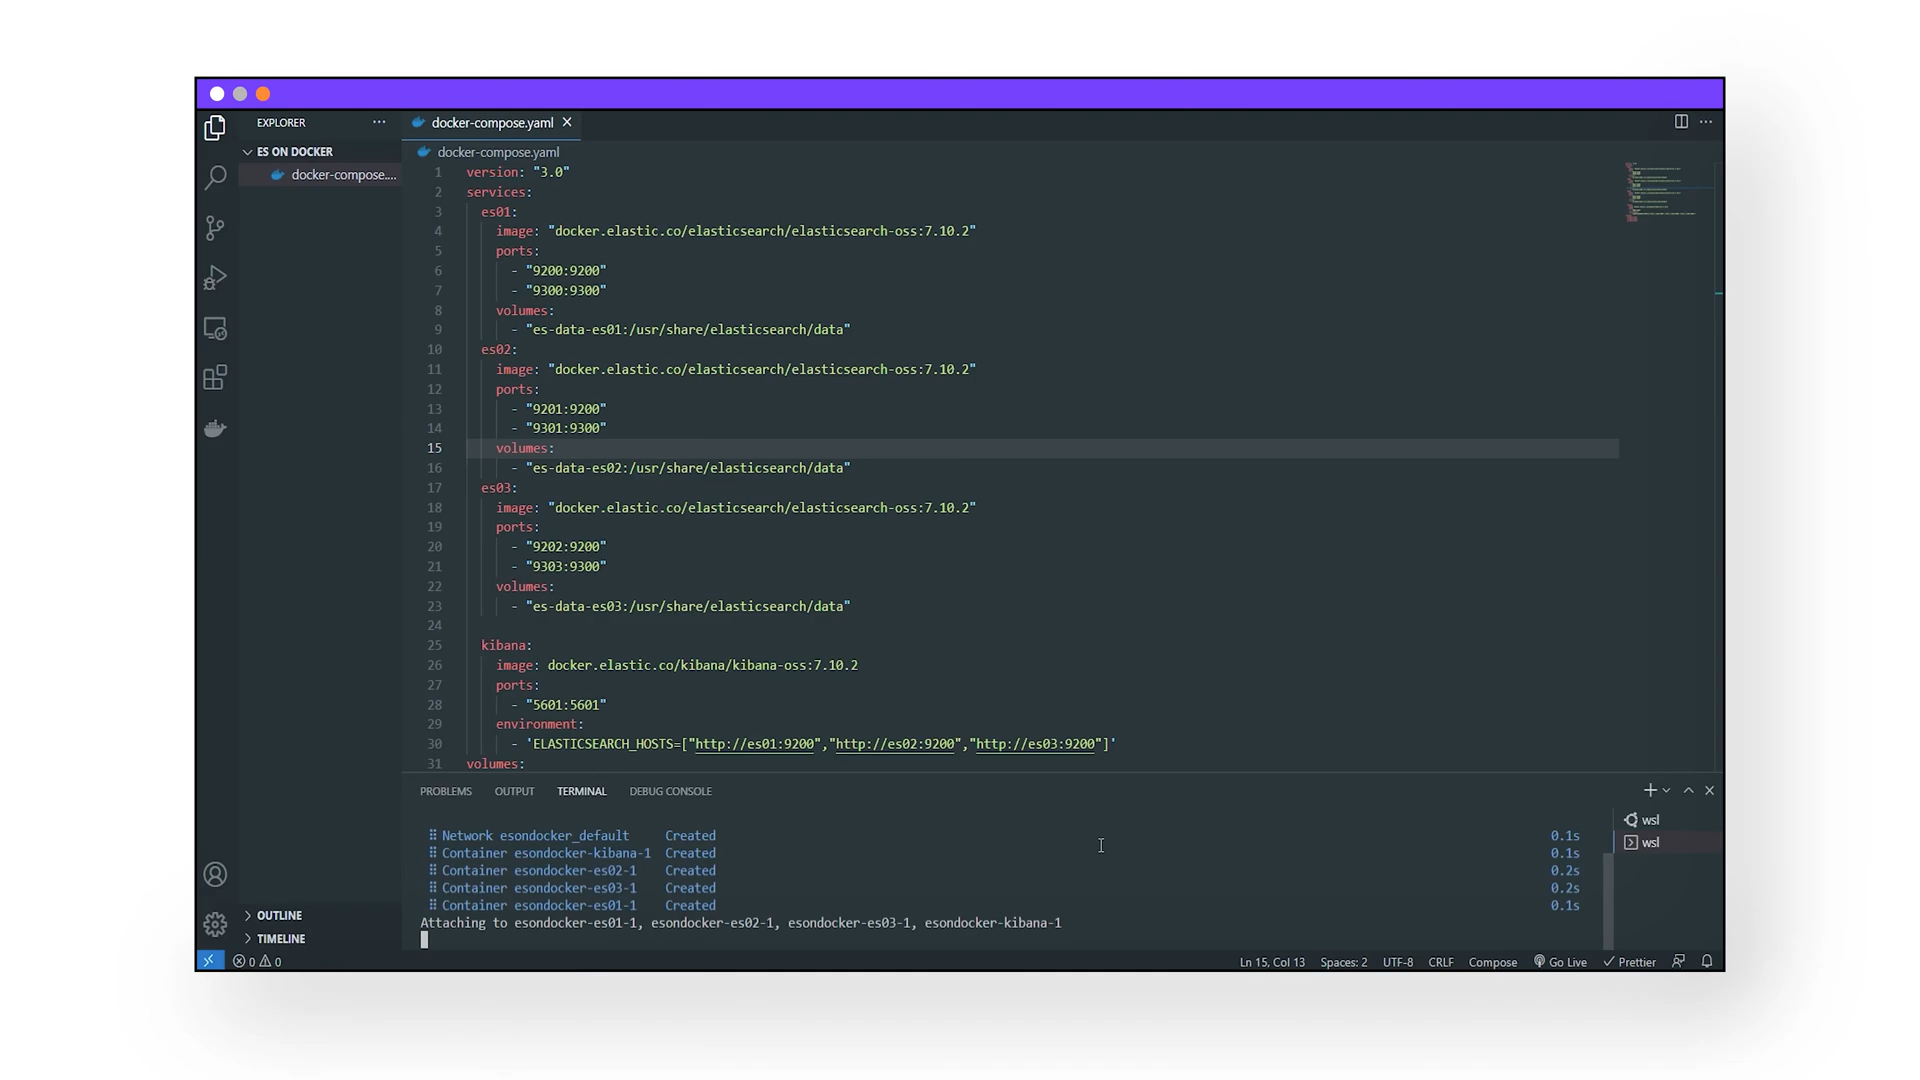 EXPLORER
ES ON DOCKER
docker-compose....
docker-compose.yaml
docker-compose.yaml
1 version: "3.0"
2 services:
3 es01:
4 image: "docker.elastic.co/elasticsearch/elasticsearch-oss:7.10.2"
5 ports:
6 - "9200:9200"
7 - "9300:9300"
8 volumes:
9 - "es-data-es01:/usr/share/elasticsearch/data"
10 es02:
11 image: "docker.elastic.co/elasticsearch/elasticsearch-oss:7.10.2"
12 ports:
13 - "9201:9200"
14 - "9301:9300"
15 volumes:
16 - "es-data-es02:/usr/share/elasticsearch/data"
17 es03:
18 image: "docker.elastic.co/elasticsearch/elasticsearch-oss:7.10.2"
19 ports:
20 - "9202:9200"
21 - "9303:9300"
22 volumes:
23 - "es-data-es03:/usr/share/elasticsearch/data"
24
25 kibana:
26 image: docker.elastic.co/kibana/kibana-oss:7.10.2
27 ports:
28 - "5601:5601"
29 environment:
30 - 'ELASTICSEARCH_HOSTS=["http://es01:9200","http://es02:9200","http://es03:9200"]'
31 volumes:
PROBLEMS OUTPUT TERMINAL DEBUG CONSOLE
Network esondocker_default Created 0.1s
Container esondocker-kibana-1 Created 0.1s
Container esondocker-es02-1 Created 0.2s
Container esondocker-es03-1 Created 0.2s
Container esondocker-es01-1 Created 0.1s
Attaching to esondocker-es01-1, esondocker-es02-1, esondocker-es03-1, esondocker-kibana-1
wsl
wsl
OUTLINE
TIMELINE
0 0 Ln 15, Col 13 Spaces: 2 UTF-8 CRLF Compose Go Live Prettier